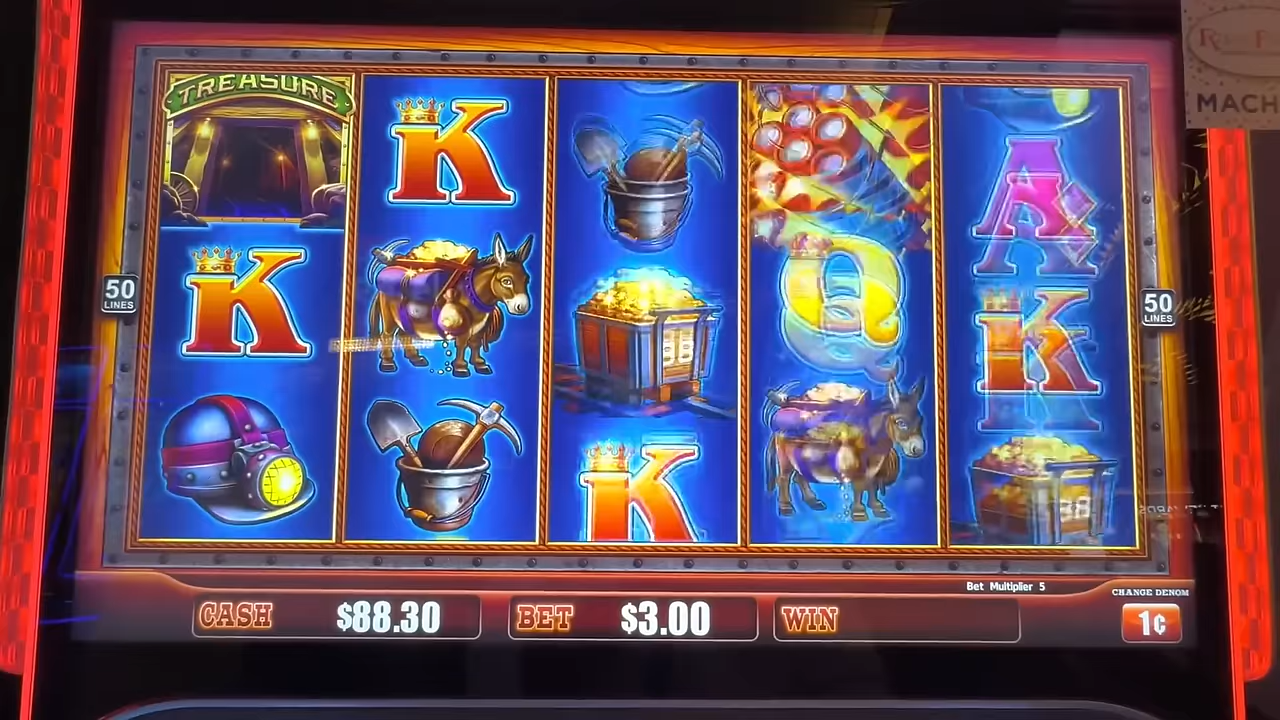 MACH
TREASURE
K
A
K
Q
K
K
50
LINES
50
LINES
Bet Multiplier 5
CHANGE DENOM
CASH $88.30 BET $3.00 WIN 1¢